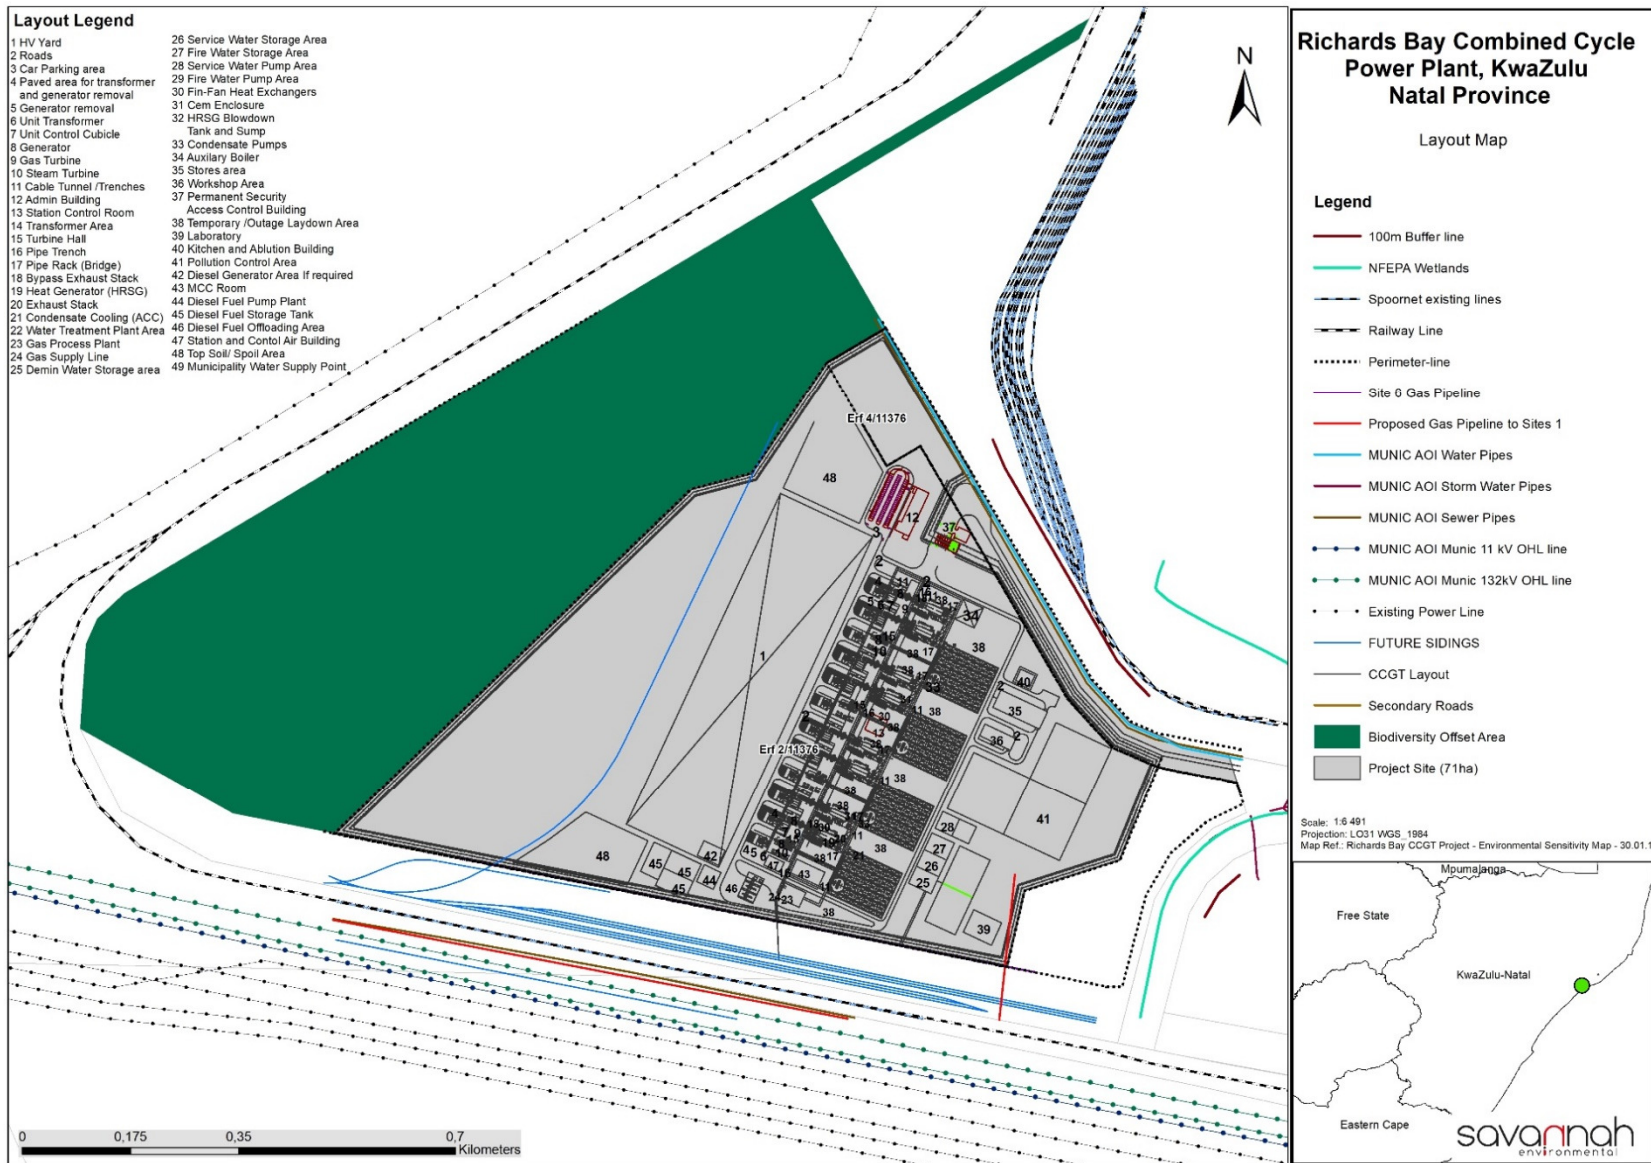 Layout Legend
1 HV Yard
2 Roads
3 Car Parking area
4 Paved area for transformer
and generator removal
5 Generator removal
6 Unit Transformer
7 Unit Control Cubicle
8 Generator
9 Gas Turbine
10 Steam Turbine
11 Cable Tunnel /Trenches
12 Admin Building
13 Station Control Room
14 Transformer Area
15 Turbine Hall
16 Pipe Trench
17 Pipe Rack (Bridge)
18 Bypass Exhaust Stack
19 Heat Generator (HRSG)
20 Exhaust Stack
21 Condensate Cooling (ACC)
22 Water Treatment Plant Area
23 Gas Process Plant
24 Gas Supply Line
25 Demin Water Storage area
26 Service Water Storage Area
27 Fire Water Storage Area
28 Service Water Pump Area
29 Fire Water Pump Area
30 Fin-Fan Heat Exchangers
31 Cem Enclosure
32 HRSG Blowdown
Tank and Sump
33 Condensate Pumps
34 Auxilary Boiler
35 Stores area
36 Workshop Area
37 Permanent Security
Access Control Building
38 Temporary /Outage Laydown Area
39 Laboratory
40 Kitchen and Ablution Building
41 Pollution Control Area
42 Diesel Generator Area If required
43 MCC Room
44 Diesel Fuel Pump Plant
45 Diesel Fuel Storage Tank
46 Diesel Fuel Offloading Area
47 Station and Contol Air Building
48 Top Soil/ Spoil Area
49 Municipality Water Supply Point
N
Erf 4/11376
48
12
3
37
2
2
34
38
1
33
38
2
40
35
36
2
Erf 2/11376
38
41
28
27
26
25
39
38
48
45
45
45
42
44
46
43
23
38
0
0,175
0,35
0,7
Kilometers
Richards Bay Combined Cycle
Power Plant, KwaZulu
Natal Province
Layout Map
Legend
100m Buffer line
NFEPA Wetlands
Spoornet existing lines
Railway Line
Perimeter-line
Site 6 Gas Pipeline
Proposed Gas Pipeline to Sites 1
MUNIC AOI Water Pipes
MUNIC AOI Storm Water Pipes
MUNIC AOI Sewer Pipes
MUNIC AOI Munic 11 kV OHL line
MUNIC AOI Munic 132kV OHL line
Existing Power Line
FUTURE SIDINGS
CCGT Layout
Secondary Roads
Biodiversity Offset Area
Project Site (71ha)
Scale: 1:6 491
Projection: LO31 WGS_1984
Map Ref.: Richards Bay CCGT Project - Environmental Sensitivity Map - 30.01.1
Mpumalanga
Free State
KwaZulu-Natal
Eastern Cape
savannah
environmental